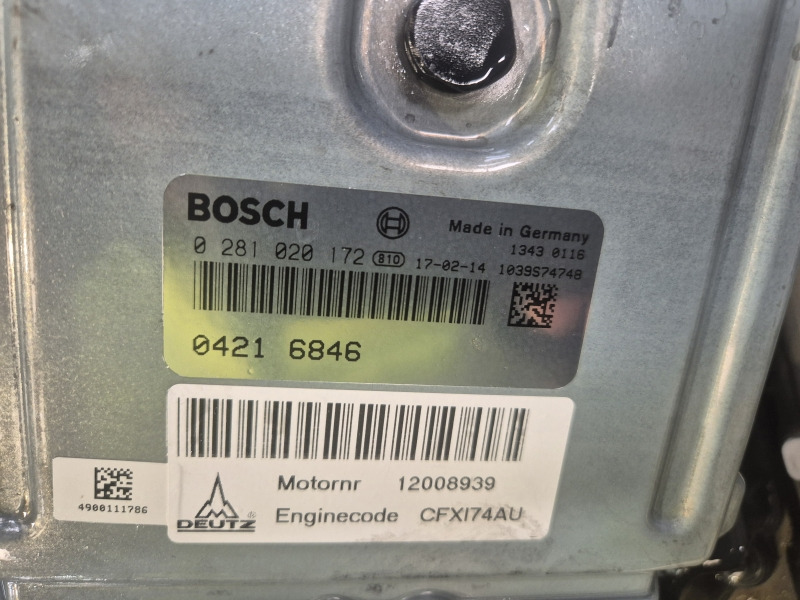 BOSCH
Made in Germany
0 281 020 172 810 17-02-14
1343 0116
1039S74748
0421 6846
Motornr 12008939
DEUTZ ®
Enginecode CFXI74AU
4900111786